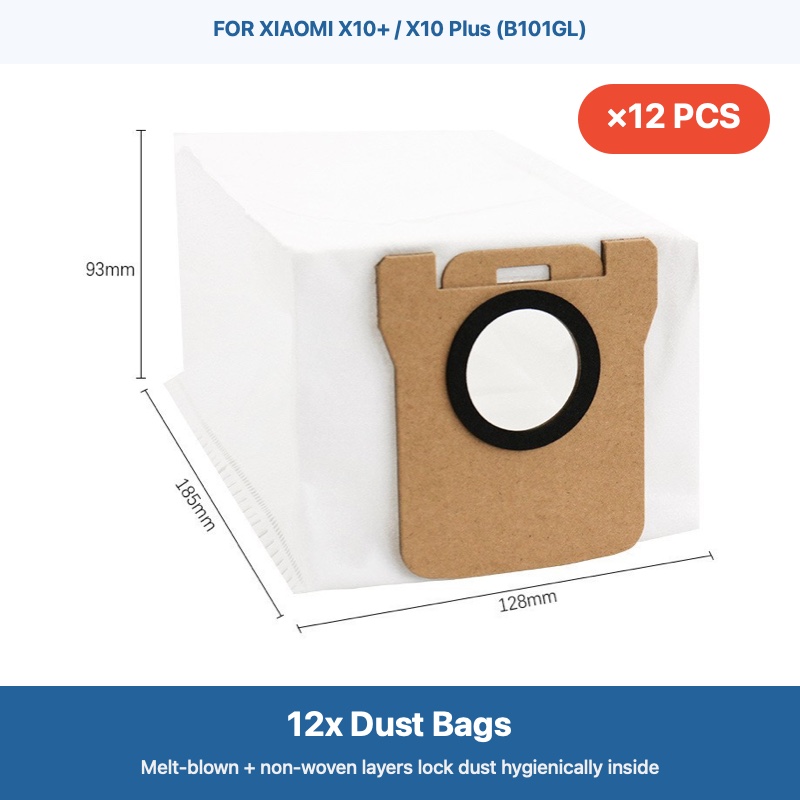 FOR XIAOMI X10+ / X10 Plus (B101GL)
×12 PCS
93mm
185mm
128mm
12x Dust Bags
Melt-blown + non-woven layers lock dust hygienically inside